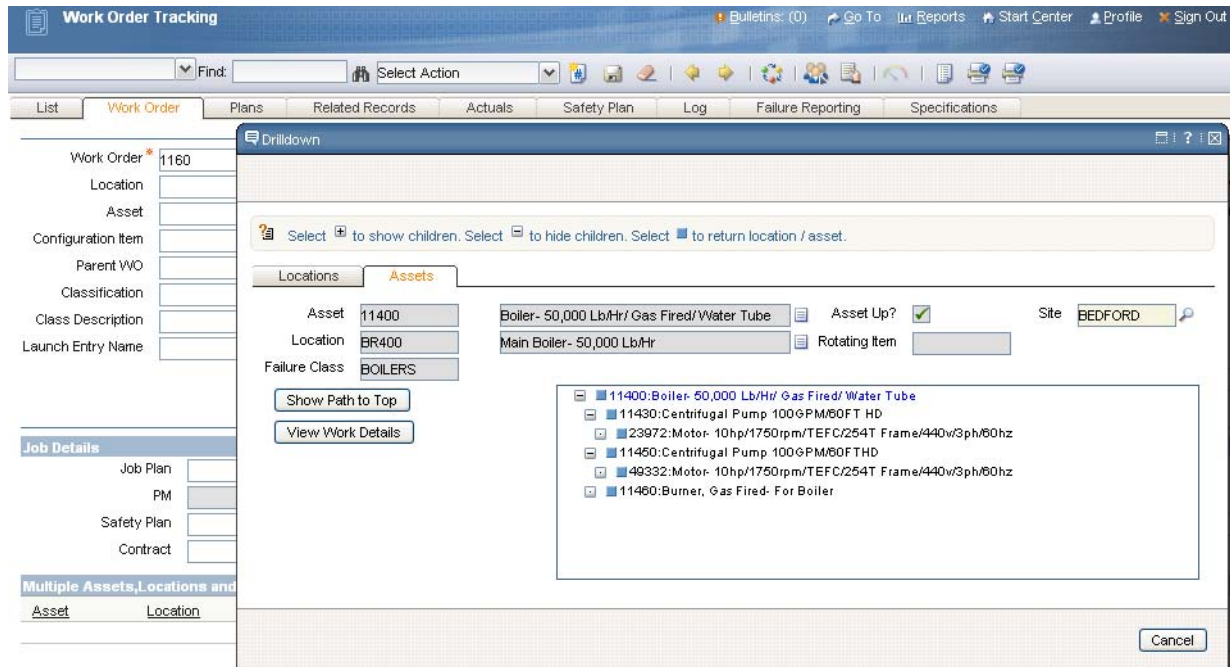 Work Order Tracking
Bulletins: (0) Go To Reports Start Center Profile Sign Out
Find: Select Action
List Work Order Plans Related Records Actuals Safety Plan Log Failure Reporting Specifications
Drilldown
Work Order * 1160
Location
Asset
Configuration Item
Parent WO
Classification
Class Description
Launch Entry Name
Select to show children. Select to hide children. Select to return location / asset.
Locations Assets
Asset 11400 Boiler- 50,000 Lb/Hr/ Gas Fired/ Water Tube Asset Up? Site BEDFORD
Location BR400 Main Boiler- 50,000 Lb/Hr Rotating Item
Failure Class BOILERS
Show Path to Top
View Work Details
11400:Boiler- 50,000 Lb/Hr/ Gas Fired/ Water Tube
11430:Centrifugal Pump 100GPM/60FT HD
23972:Motor- 10hp/1750rpm/TEFC/254T Frame/440v/3ph/60hz
11450:Centrifugal Pump 100GPM/60FTHD
49332:Motor- 10hp/1750rpm/TEFC/254T Frame/440v/3ph/60hz
11460:Burner, Gas Fired- For Boiler
Job Details
Job Plan
PM
Safety Plan
Contract
Multiple Assets,Locations and
Asset Location
Cancel